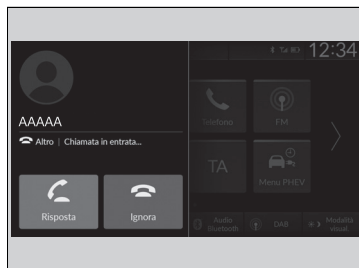 12:34
AAAAA
Altro | Chiamata in entrata...
Telefono
FM
Risposta
Ignora
TA
Menu PHEV
Audio Bluetooth
DAB
Modalità visual.